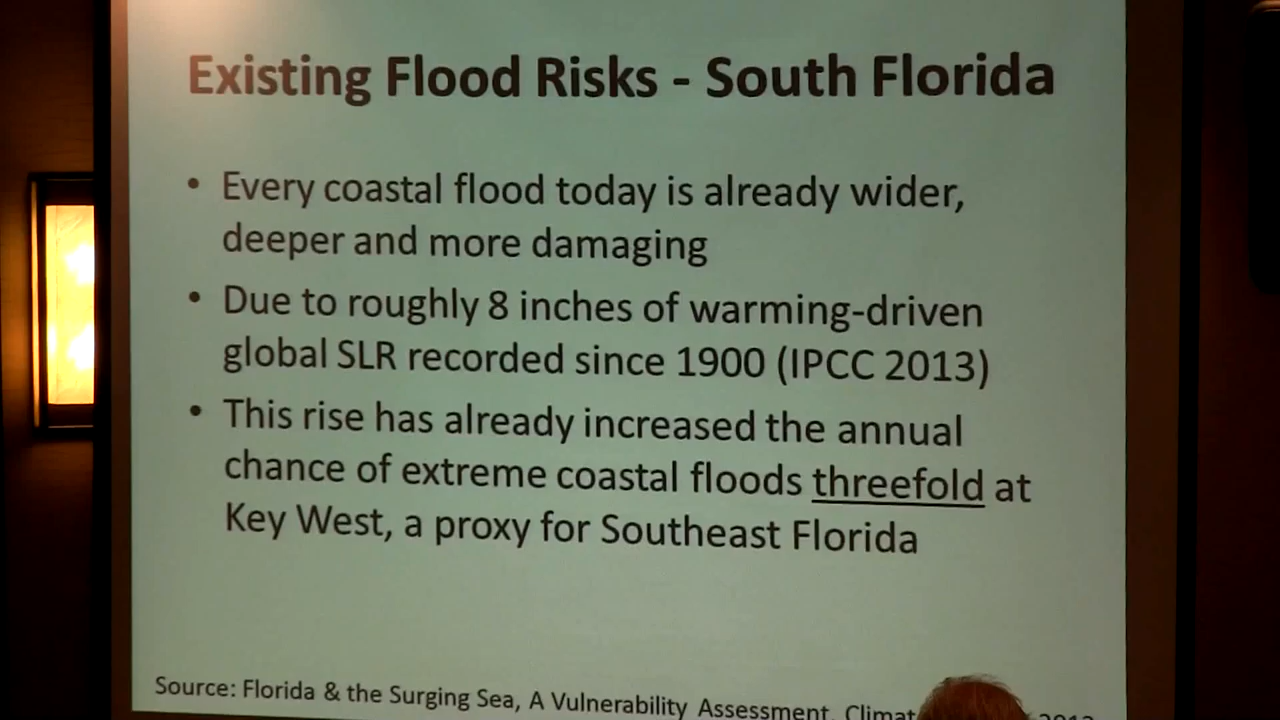 Existing Flood Risks - South Florida
• Every coastal flood today is already wider,
deeper and more damaging
• Due to roughly 8 inches of warming-driven
global SLR recorded since 1900 (IPCC 2013)
• This rise has already increased the annual
chance of extreme coastal floods threefold at
Key West, a proxy for Southeast Florida
Source: Florida & the Surging Sea, A Vulnerability Assessment, Climat